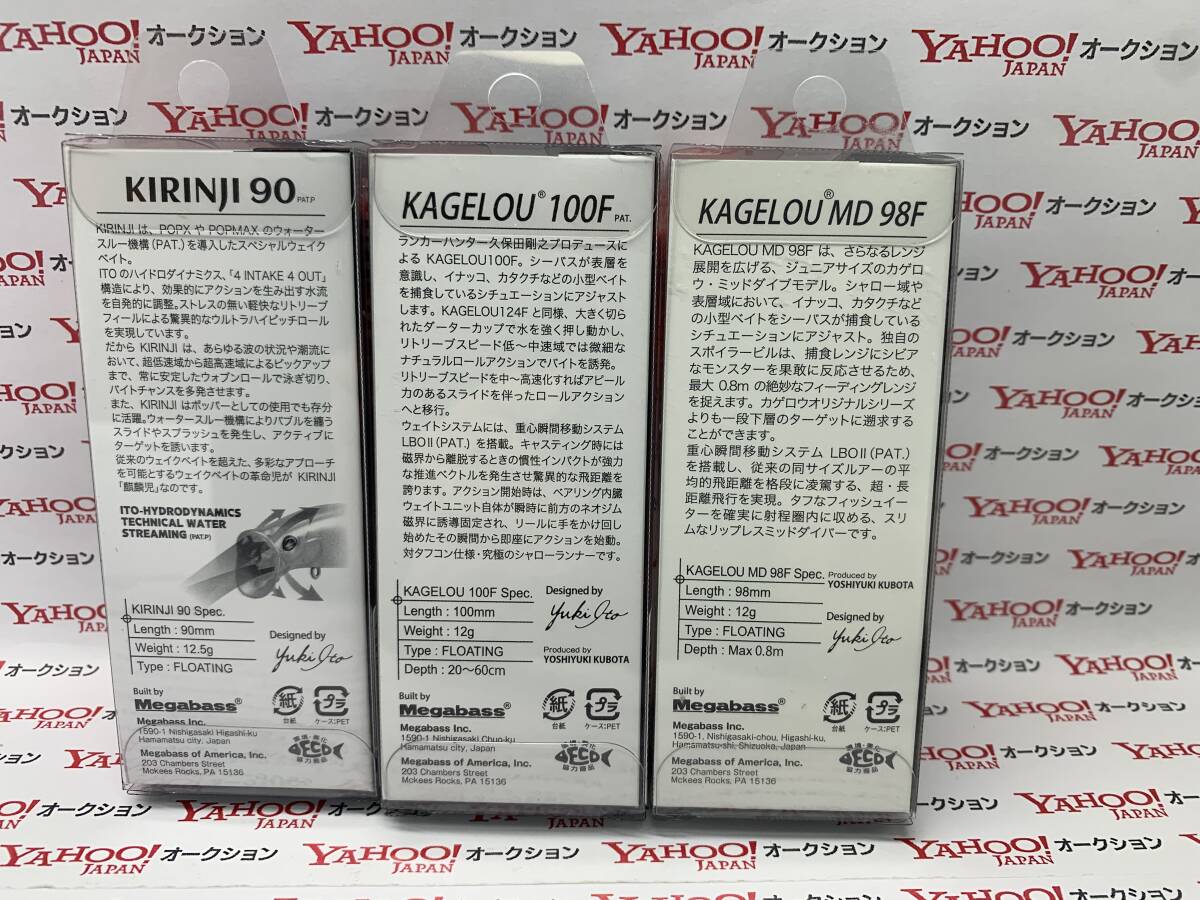 YAHOO! オークション
JAPAN
KIRINJI 90 PAT.P
KIRINJI は、POPX や POPMAX のウォーター
スルー機構(PAT.)を導入したスペシャルウェイク
ベイト。
ITO のハイドロダイナミクス、「4 INTAKE 4 OUT」
構造により、効果的にアクションを生み出す水流
を自発的に調整。ストレスの無い軽快なリトリーブ
フィールによる驚異的なウルトラハイピッチロール
を実現しています。
だから KIRINJI は、あらゆる波の状況や潮流に
おいて、超低速域から超高速域によるピックアップ
まで、常に安定したウォブンロールで泳ぎ切り、
バイトチャンスを多発させます。
また、KIRINJI はポッパーとしての使用でも存分
に活躍。ウォータースルー機構によりバブルを纏う
スライドやスプラッシュを発生し、アクティブに
ターゲットを誘います。
従来のウェイクベイトを超えた、多彩なアプローチ
を可能とするウェイクベイトの革命児が KIRINJI
「麒麟児」なのです。
ITO-HYDRODYNAMICS
TECHNICAL WATER
STREAMING (PAT.P)
KIRINJI 90 Spec.
Length : 90mm
Weight : 12.5g
Type : FLOATING
Designed by
Yuki Ito
Built by
Megabass®
Megabass Inc.
1590-1 Nishigasaki Higashi-ku
Hamamatsu city, Japan
Megabass of America, Inc.
203 Chambers Street
Mckees Rocks, PA 15136
紙
台紙
プラ
ケース:PET
KAGELOU® 100F PAT.
ランカーハンター久保田剛之プロデュースに
よる KAGELOU100F。シーバスが表層を
意識し、イナッコ、カタクチなどの小型ベイト
を捕食しているシチュエーションにアジャスト
します。KAGELOU124F と同様、大きく切ら
れたダーターカップで水を強く押し動かし、
リトリーブスピード低〜中速域では微細な
ナチュラルロールアクションでバイトを誘発。
リトリーブスピードを中〜高速化すればアピール
力のあるスライドを伴ったロールアクション
へと移行。
ウェイトシステムには、重心瞬間移動システム
LBOⅡ(PAT.) を搭載。キャスティング時には
磁界から離脱するときの慣性インパクトが強力
な推進ベクトルを発生させ驚異的な飛距離を
誇ります。アクション開始時は、ベアリング内臓
ウェイトユニット自体が瞬時に前方のネオジム
磁界に誘導固定され、リールに手をかけ回し
始めたその瞬間から即座にアクションを始動。
対タフコン仕様・究極のシャローランナーです。
KAGELOU 100F Spec.
Length : 100mm
Weight : 12g
Type : FLOATING
Depth : 20〜60cm
Designed by
Yuki Ito
Produced by
YOSHIYUKI KUBOTA
Built by
Megabass®
Megabass Inc.
1590-1 Nishigasaki Chuo-ku,
Hamamatsu city, Japan
Megabass of America, Inc.
203 Chambers Street
Mckees Rocks, PA 15136
紙
台紙
プラ
ケース:PET
KAGELOU® MD 98F
KAGELOU MD 98F は、さらなるレンジ
展開を広げる、ジュニアサイズのカゲロ
ウ・ミッドダイブモデル。シャロー域や
表層域において、イナッコ、カタクチなど
の小型ベイトをシーバスが捕食している
シチュエーションにアジャスト。独自の
スポイラービルは、捕食レンジにシビア
なモンスターを果敢に反応させるため、
最大 0.8m の絶妙なフィーディングレンジ
を捉えます。カゲロウオリジナルシリーズ
よりも一段下層のターゲットに遡求する
ことができます。
重心瞬間移動システム LBOⅡ(PAT.)
を搭載し、従来の同サイズルアーの平
均的飛距離を格段に凌駕する、超・長
距離飛行を実現。タフなフィッシュイー
ターを確実に射程圏内に収める、スリ
ムなリップレスミッドダイバーです。
KAGELOU MD 98F Spec.
Length : 98mm
Weight : 12g
Type : FLOATING
Depth : Max 0.8m
Produced by
YOSHIYUKI KUBOTA
Designed by
Yuki Ito
Built by
Megabass®
Megabass Inc.
1590-1, Nishigasaki-chou, Higashi-ku,
Hamamatsu-shi, Shizuoka, Japan
Megabass of America, Inc.
203 Chambers Street
Mckees Rocks, PA 15136
紙
台紙
プラ
ケース:PET